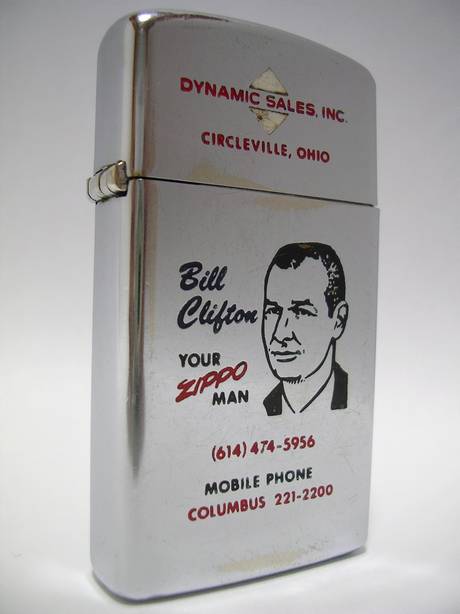 DYNAMIC SALES, INC.
CIRCLEVILLE, OHIO
Bill
Clifton
YOUR
ZIPPO
MAN
(614) 474-5956
MOBILE PHONE
COLUMBUS 221-2200